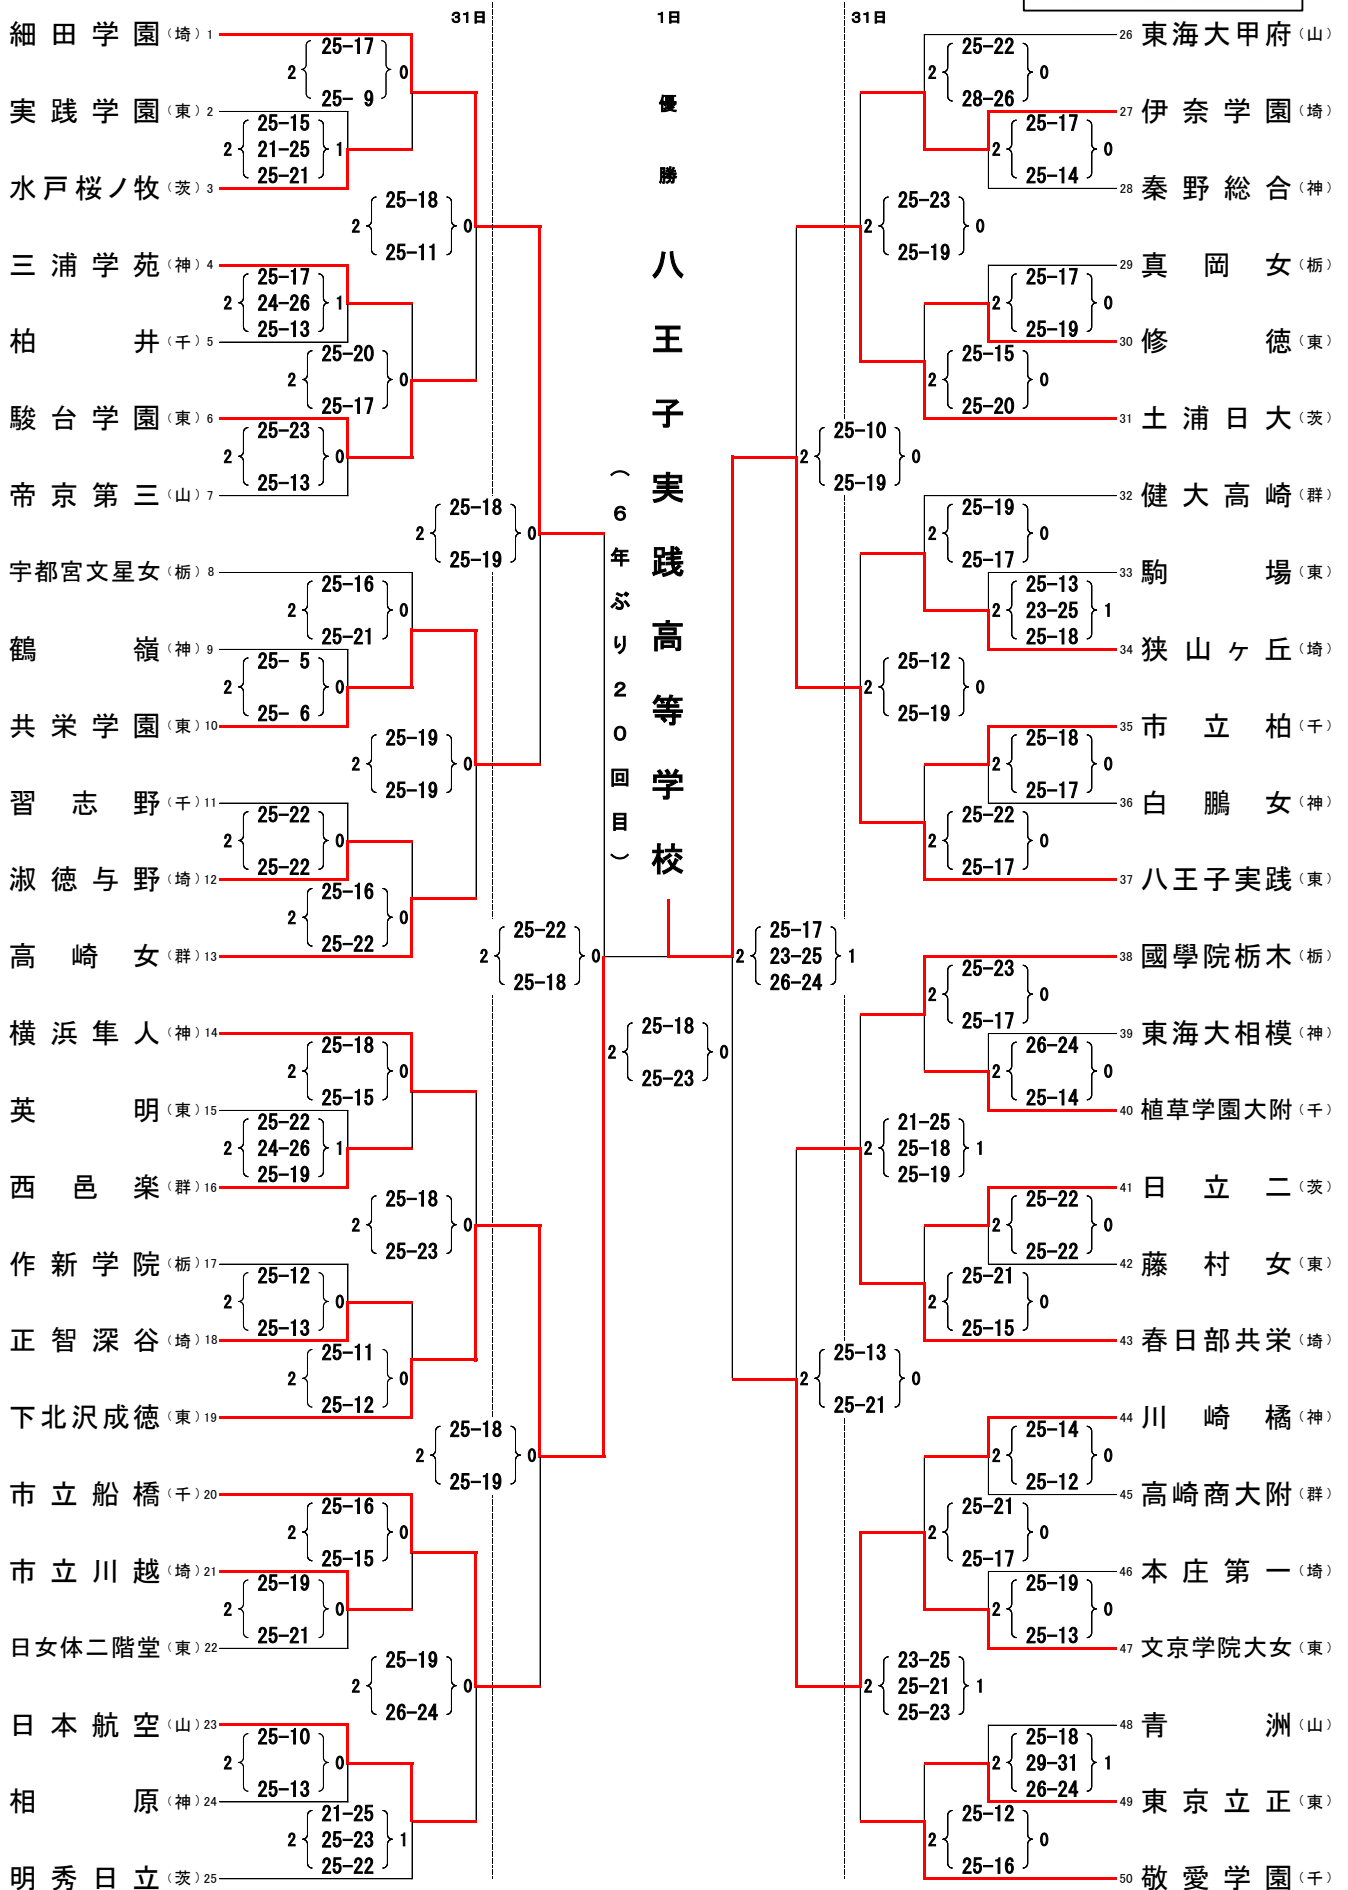 31日
1日
31日
細田学園（埼）1
25-17
2 0
25- 9
実践学園（東）2
25-15
2 21-25 1
25-21
水戸桜ノ牧（茨）3
25-18
2 0
25-11
三浦学苑（神）4
25-17
2 24-26 1
25-13
柏井（千）5
25-20
2 0
25-17
駿台学園（東）6
25-23
2 0
25-13
帝京第三（山）7
25-18
2 0
25-19
宇都宮文星女（栃）8
25-16
2 0
25-21
鶴嶺（神）9
25- 5
2 0
25- 6
共栄学園（東）10
25-19
2 0
25-19
習志野（千）11
25-22
2 0
25-22
淑徳与野（埼）12
25-16
2 0
25-22
高崎女（群）13
25-22
2 0
25-18
横浜隼人（神）14
25-18
2 0
25-15
英明（東）15
25-22
2 24-26 1
25-19
西邑楽（群）16
25-18
2 0
25-23
作新学院（栃）17
25-12
2 0
25-13
正智深谷（埼）18
25-11
2 0
25-12
下北沢成徳（東）19
25-18
2 0
25-19
市立船橋（千）20
25-16
2 0
25-15
市立川越（埼）21
25-19
2 0
25-21
日女体二階堂（東）22
25-19
2 0
26-24
日本航空（山）23
25-10
2 0
25-13
相原（神）24
21-25
2 25-23 1
25-22
明秀日立（茨）25
優勝
八王子実践高等学校
（6年ぶり20回目）
25-18
2 0
25-23
25-17
2 23-25 1
26-24
26 東海大甲府（山）
25-22
2 0
28-26
27 伊奈学園（埼）
25-17
2 0
25-14
28 秦野総合（神）
25-23
2 0
25-19
29 真岡女（栃）
25-17
2 0
25-19
30 修徳（東）
25-15
2 0
25-20
31 土浦日大（茨）
25-10
2 0
25-19
32 健大高崎（群）
25-19
2 0
25-17
33 駒場（東）
25-13
2 23-25 1
25-18
34 狭山ヶ丘（埼）
25-12
2 0
25-19
35 市立柏（千）
25-18
2 0
25-17
36 白鵬女（神）
25-22
2 0
25-17
37 八王子実践（東）
38 國學院栃木（栃）
25-23
2 0
25-17
39 東海大相模（神）
26-24
2 0
25-14
40 植草学園大附（千）
21-25
2 25-18 1
25-19
41 日立二（茨）
25-22
2 0
25-22
42 藤村女（東）
25-21
2 0
25-15
43 春日部共栄（埼）
25-13
2 0
25-21
44 川崎橘（神）
25-14
2 0
25-12
45 高崎商大附（群）
25-21
2 0
25-17
46 本庄第一（埼）
25-19
2 0
25-13
47 文京学院大女（東）
23-25
2 25-21 1
25-23
48 青洲（山）
25-18
2 29-31 1
26-24
49 東京立正（東）
25-12
2 0
25-16
50 敬愛学園（千）